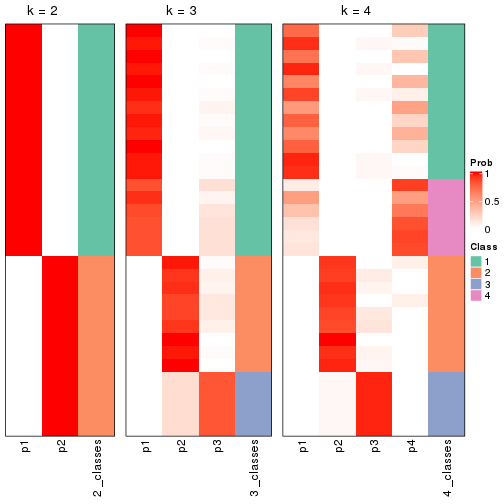 k = 2
k = 3
k = 4
p1
p2
2_classes
p1
p2
p3
3_classes
p1
p2
p3
p4
4_classes
Prob
1
0.5
0
Class
1
2
3
4